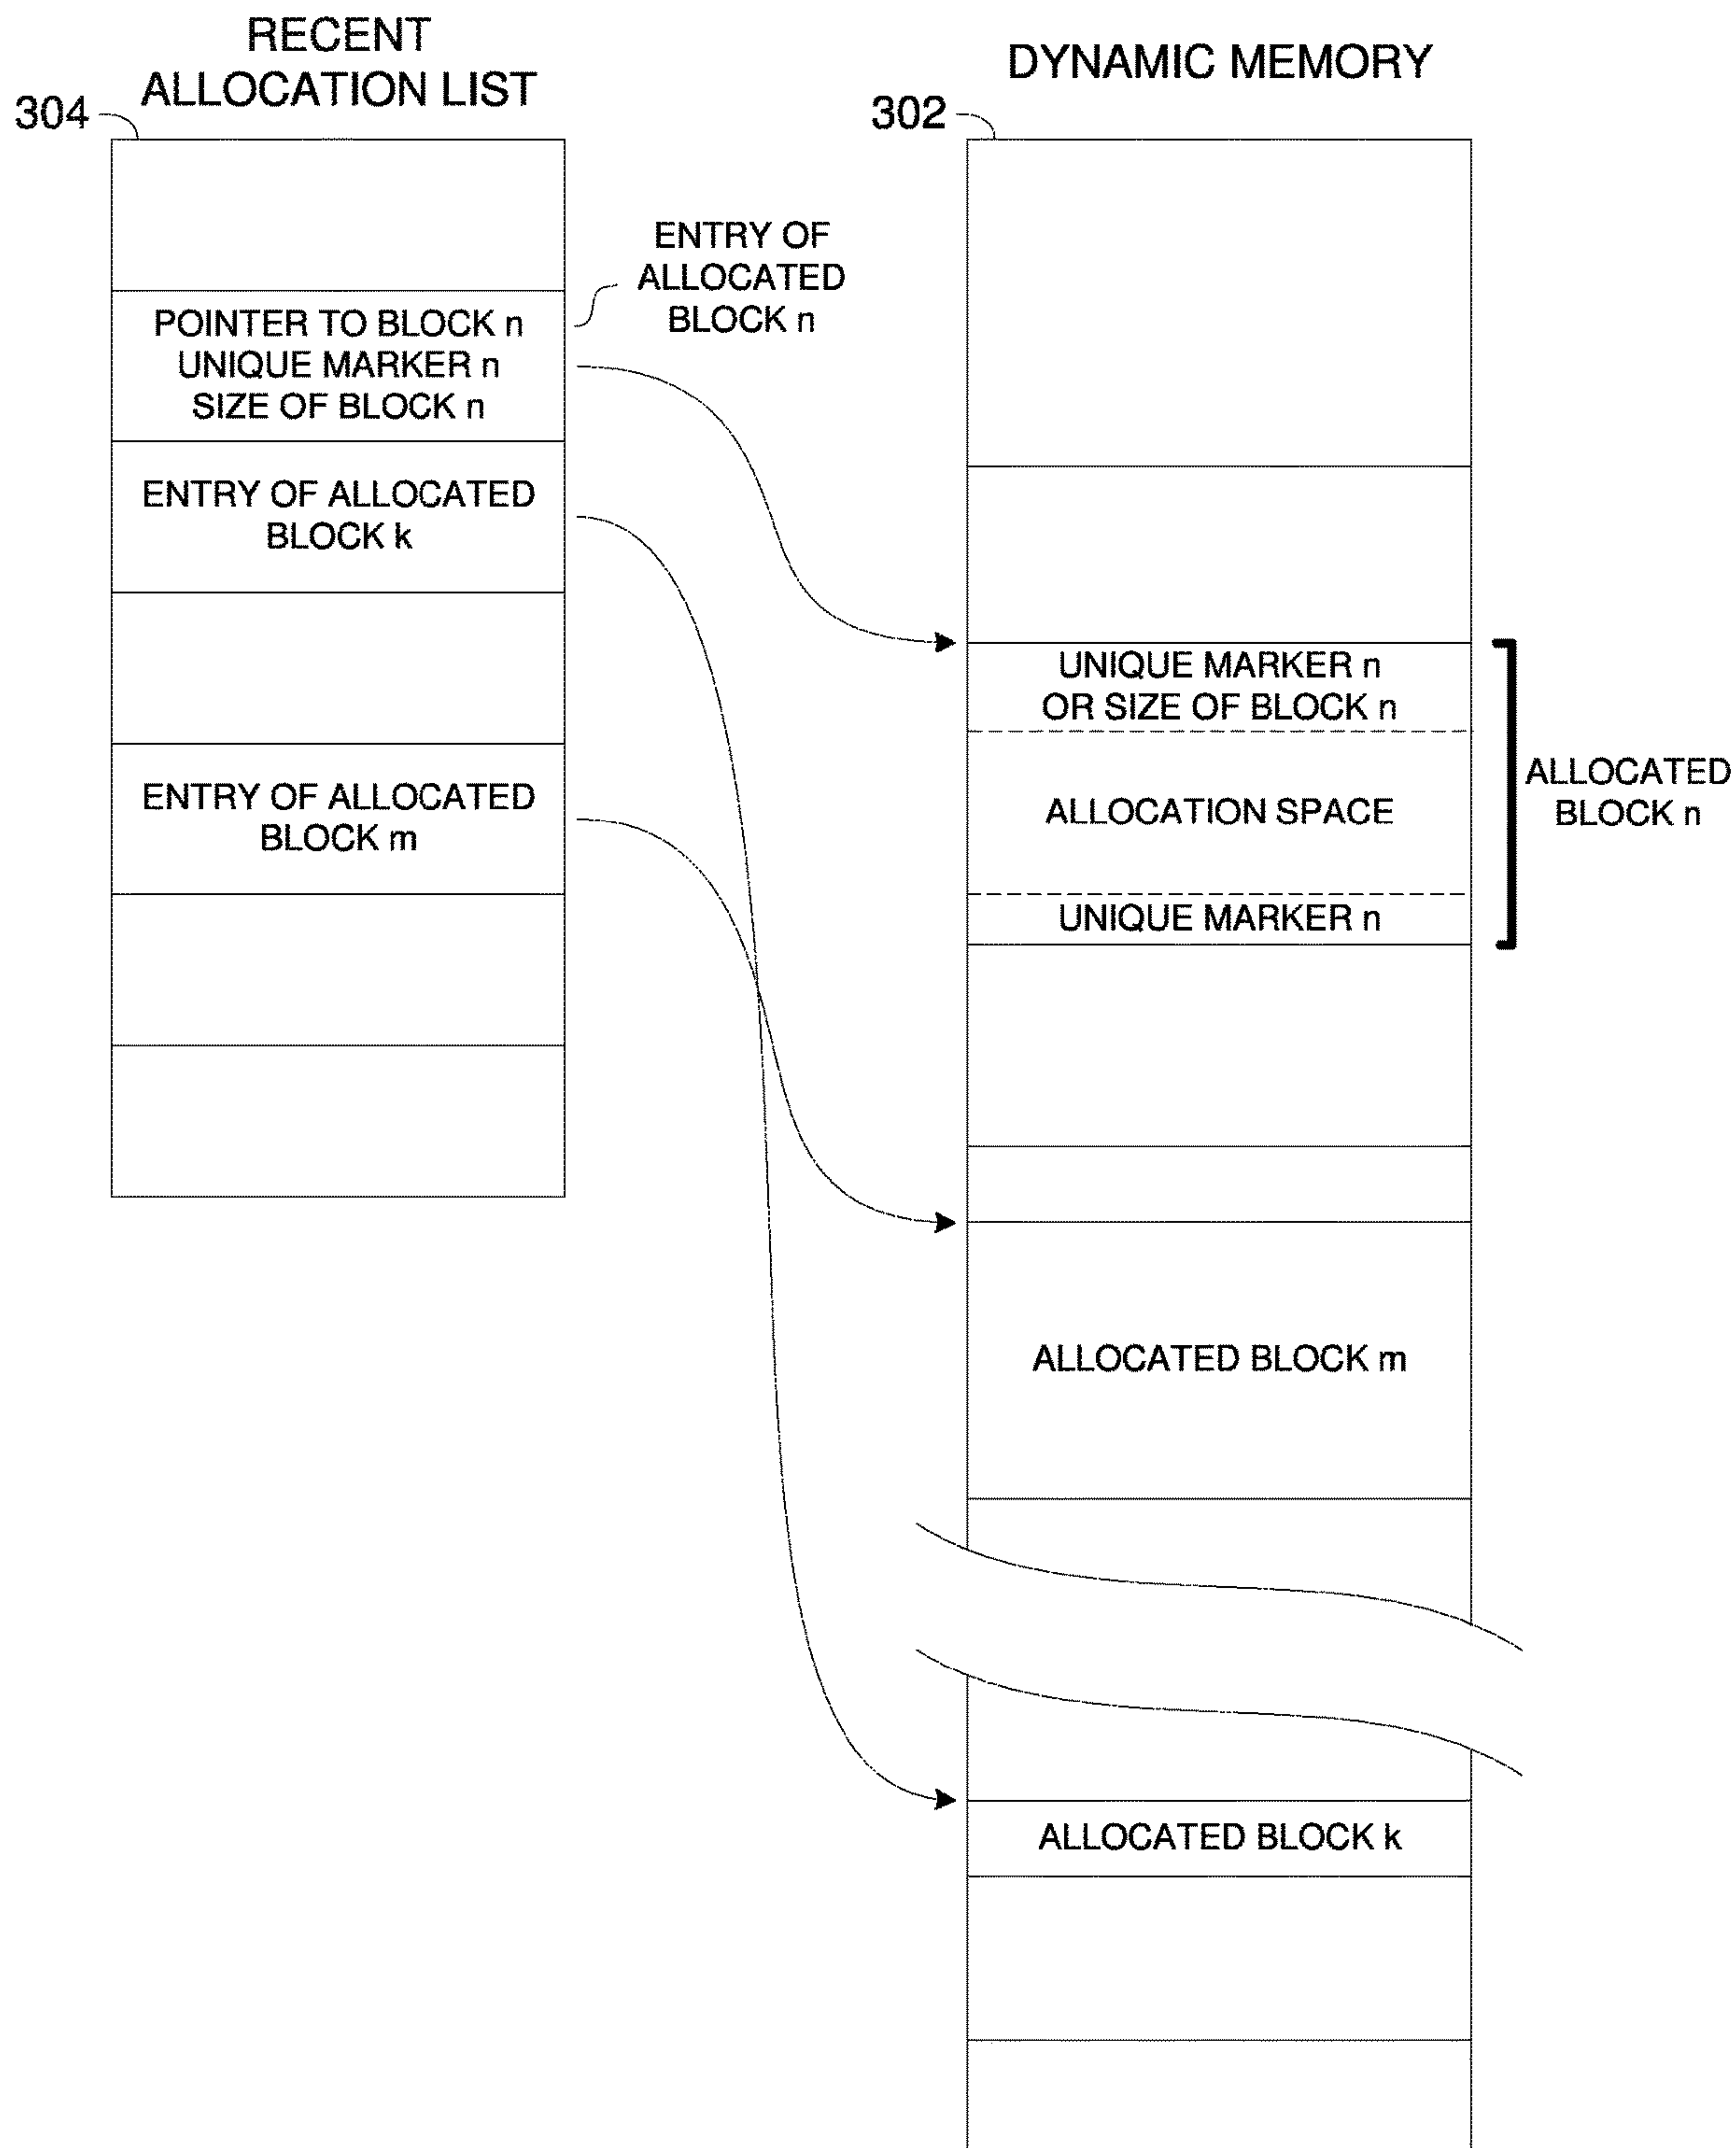 RECENT
ALLOCATION LIST
304
POINTER TO BLOCK n
UNIQUE MARKER n
SIZE OF BLOCK n
ENTRY OF ALLOCATED
BLOCK k
ENTRY OF ALLOCATED
BLOCK m
ENTRY OF
ALLOCATED
BLOCK n
DYNAMIC MEMORY
302
UNIQUE MARKER n
OR SIZE OF BLOCK n
ALLOCATION SPACE
UNIQUE MARKER n
ALLOCATED
BLOCK n
ALLOCATED BLOCK m
ALLOCATED BLOCK k